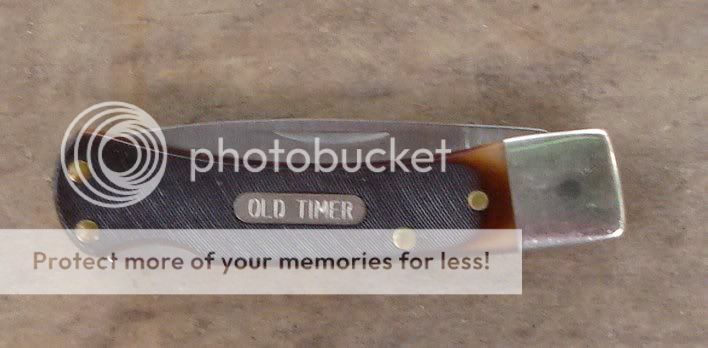 photobucket
OLD TIMER
Protect more of your memories for less!